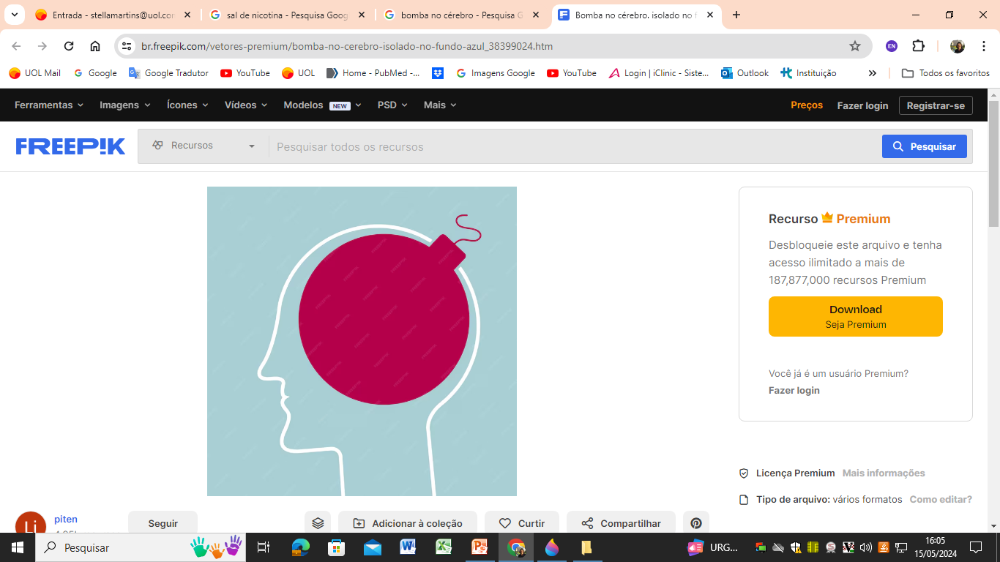 Entrada - stellamartins@uol.com
sal de nicotina - Pesquisa Goog
bomba no cérebro - Pesquisa G
Bomba no cérebro. isolado no f
br.freepik.com/vetores-premium/bomba-no-cerebro-isolado-no-fundo-azul_38399024.htm
EN
UOL Mail
Google
Google Tradutor
YouTube
UOL
Home - PubMed -...
Imagens Google
YouTube
Login | iClinic - Siste...
Outlook
Instituição
Todos os favoritos
Ferramentas
Imagens
Ícones
Vídeos
Modelos NEW
PSD
Mais
Preços
Fazer login
Registrar-se
FREEPIK
Recursos
Pesquisar todos os recursos
Pesquisar
Recurso Premium
Desbloqueie este arquivo e tenha
acesso ilimitado a mais de
187,877,000 recursos Premium
Download
Seja Premium
Você já é um usuário Premium?
Fazer login
Licença Premium Mais informações
Tipo de arquivo: vários formatos Como editar?
Li
piten
Seguir
Adicionar à coleção
Curtir
Compartilhar
Pesquisar
URG...
16:05
15/05/2024